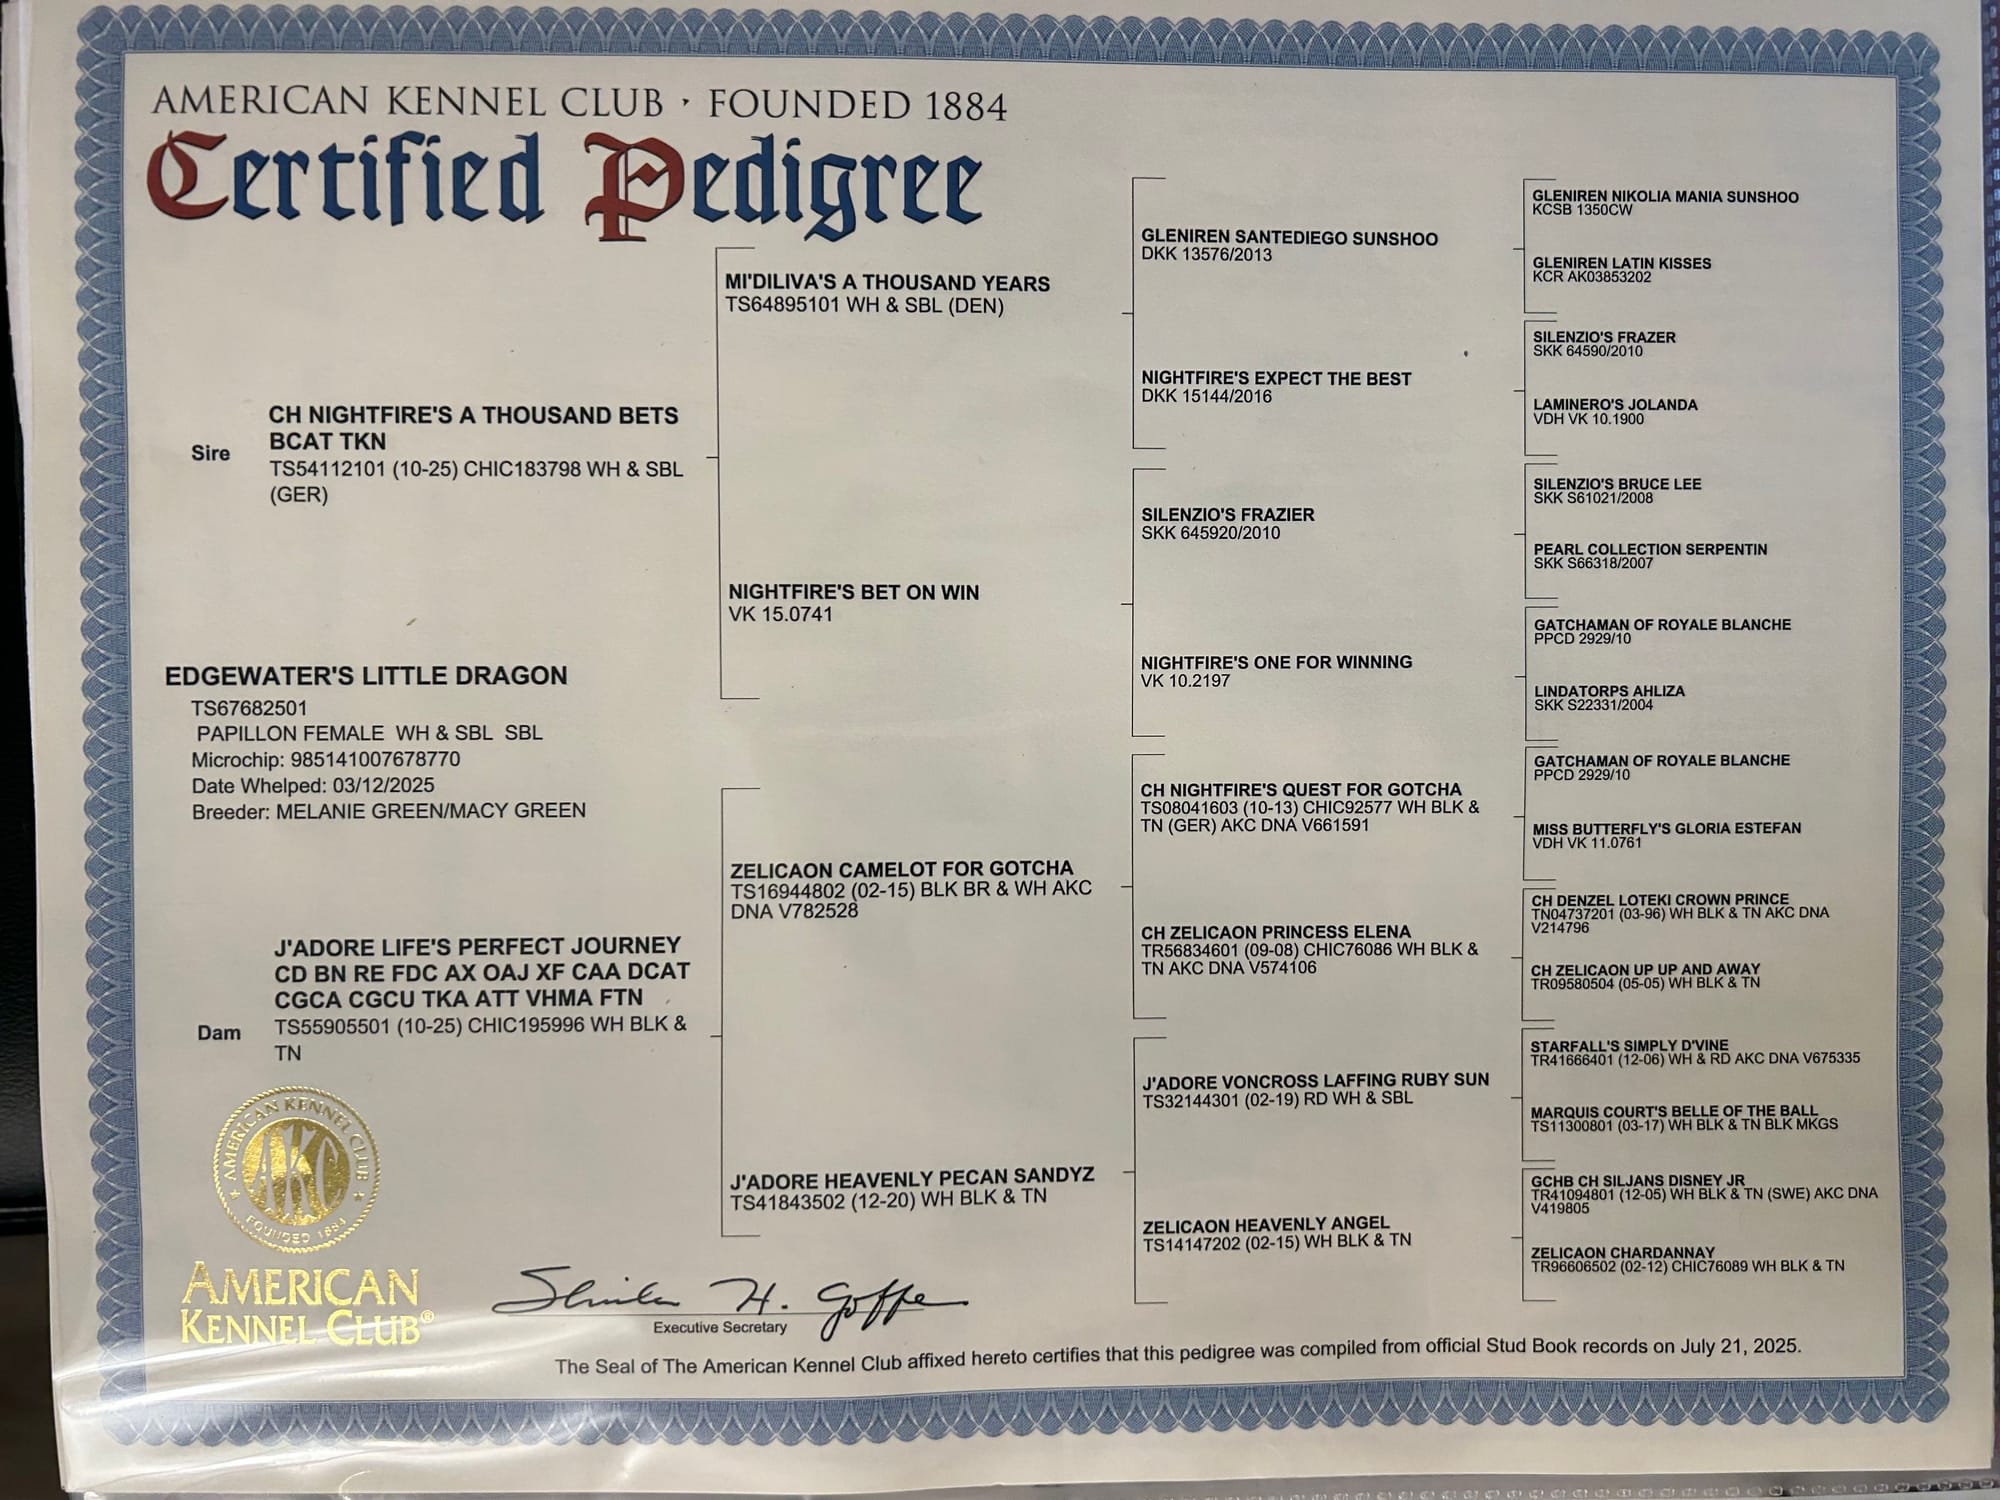 AMERICAN KENNEL CLUB · FOUNDED 1884
Certified Pedigree
Sire
CH NIGHTFIRE'S A THOUSAND BETS
BCAT TKN
TS54112101 (10-25) CHIC183798 WH & SBL
(GER)
EDGEWATER'S LITTLE DRAGON
TS67682501
PAPILLON FEMALE WH & SBL SBL
Microchip: 985141007678770
Date Whelped: 03/12/2025
Breeder: MELANIE GREEN/MACY GREEN
Dam
J'ADORE LIFE'S PERFECT JOURNEY
CD BN RE FDC AX OAJ XF CAA DCAT
CGCA CGCU TKA ATT VHMA FTN
TS55905501 (10-25) CHIC195996 WH BLK &
TN
MI'DILIVA'S A THOUSAND YEARS
TS64895101 WH & SBL (DEN)
NIGHTFIRE'S BET ON WIN
VK 15.0741
ZELICAON CAMELOT FOR GOTCHA
TS16944802 (02-15) BLK BR & WH AKC
DNA V782528
J'ADORE HEAVENLY PECAN SANDYZ
TS41843502 (12-20) WH BLK & TN
GLENIREN SANTEDIEGO SUNSHOO
DKK 13576/2013
NIGHTFIRE'S EXPECT THE BEST
DKK 15144/2016
SILENZIO'S FRAZIER
SKK 645920/2010
NIGHTFIRE'S ONE FOR WINNING
VK 10.2197
CH NIGHTFIRE'S QUEST FOR GOTCHA
TS08041603 (10-13) CHIC92577 WH BLK &
TN (GER) AKC DNA V661591
CH ZELICAON PRINCESS ELENA
TR56834601 (09-08) CHIC76086 WH BLK &
TN AKC DNA V574106
J'ADORE VONCROSS LAFFING RUBY SUN
TS32144301 (02-19) RD WH & SBL
ZELICAON HEAVENLY ANGEL
TS14147202 (02-15) WH BLK & TN
GLENIREN NIKOLIA MANIA SUNSHOO
KCSB 1350CW
GLENIREN LATIN KISSES
KCR AK03853202
SILENZIO'S FRAZER
SKK 64590/2010
LAMINERO'S JOLANDA
VDH VK 10.1900
SILENZIO'S BRUCE LEE
SKK S61021/2008
PEARL COLLECTION SERPENTIN
SKK S66318/2007
GATCHAMAN OF ROYALE BLANCHE
PPCD 2929/10
LINDATORPS AHLIZA
SKK S22331/2004
GATCHAMAN OF ROYALE BLANCHE
PPCD 2929/10
MISS BUTTERFLY'S GLORIA ESTEFAN
VDH VK 11.0761
CH DENZEL LOTEKI CROWN PRINCE
TN04737201 (03-96) WH BLK & TN AKC DNA
V214796
CH ZELICAON UP UP AND AWAY
TR09580504 (05-05) WH BLK & TN
STARFALL'S SIMPLY D'VINE
TR41666401 (12-06) WH & RD AKC DNA V675335
MARQUIS COURT'S BELLE OF THE BALL
TS11300801 (03-17) WH BLK & TN BLK MKGS
GCHB CH SILJANS DISNEY JR
TR41094801 (12-05) WH BLK & TN (SWE) AKC DNA
V419805
ZELICAON CHARDANNAY
TR96606502 (02-12) CHIC76089 WH BLK & TN
AMERICAN KENNEL CLUB
AKC
FOUNDED 1884
AMERICAN
KENNEL CLUB®
H. Goffe
Executive Secretary
The Seal of The American Kennel Club affixed hereto certifies that this pedigree was compiled from official Stud Book records on July 21, 2025.